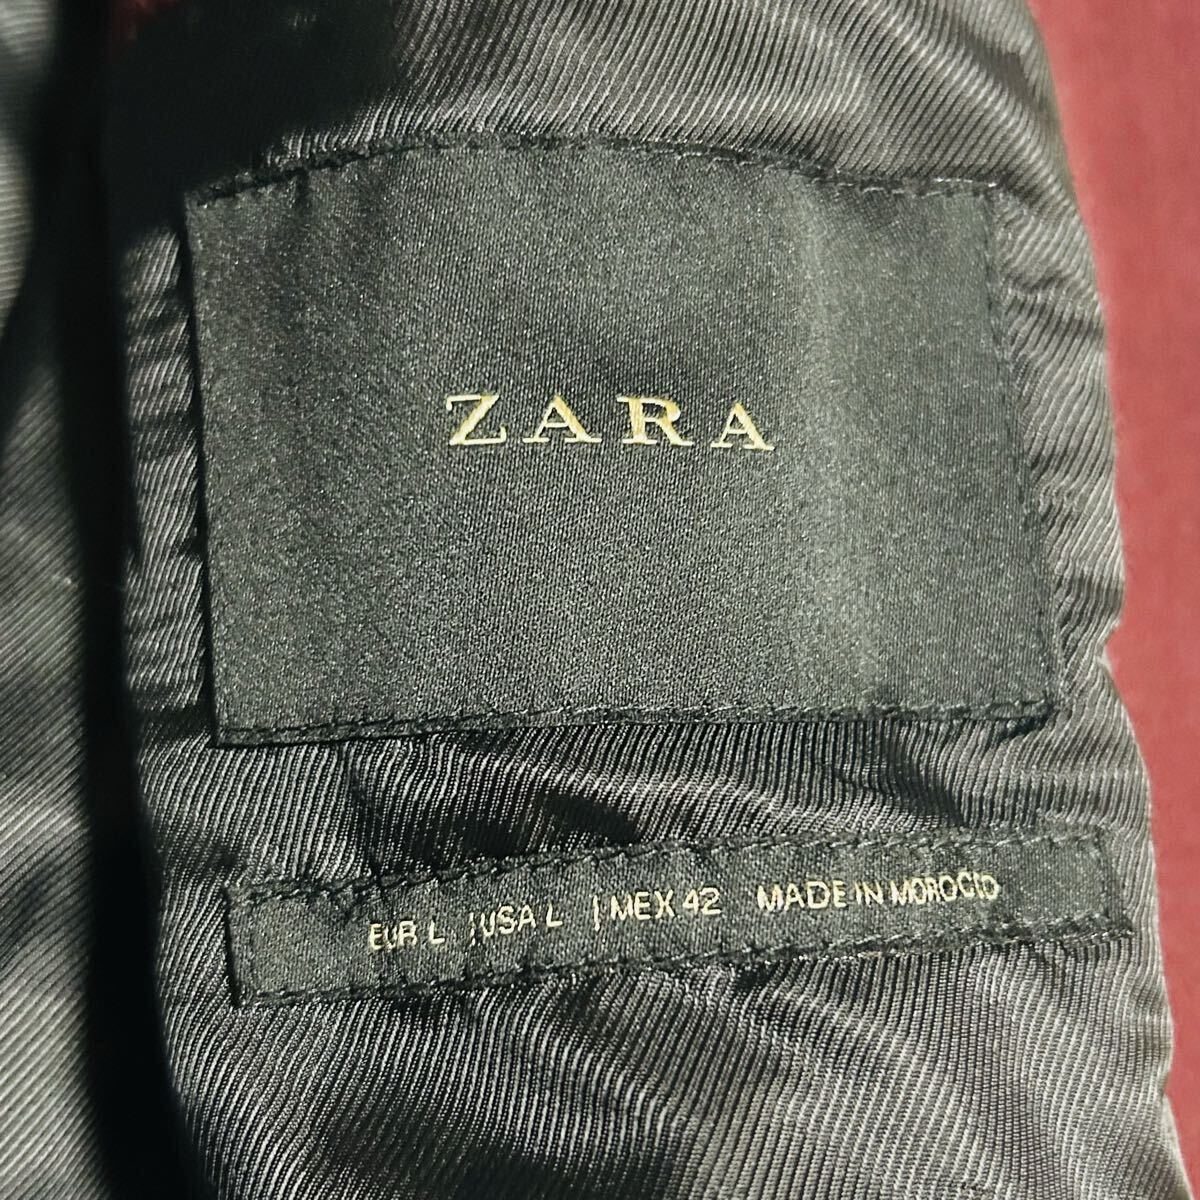 ZARA
EUR L | USA L | MEX 42 MADE IN MOROCCO